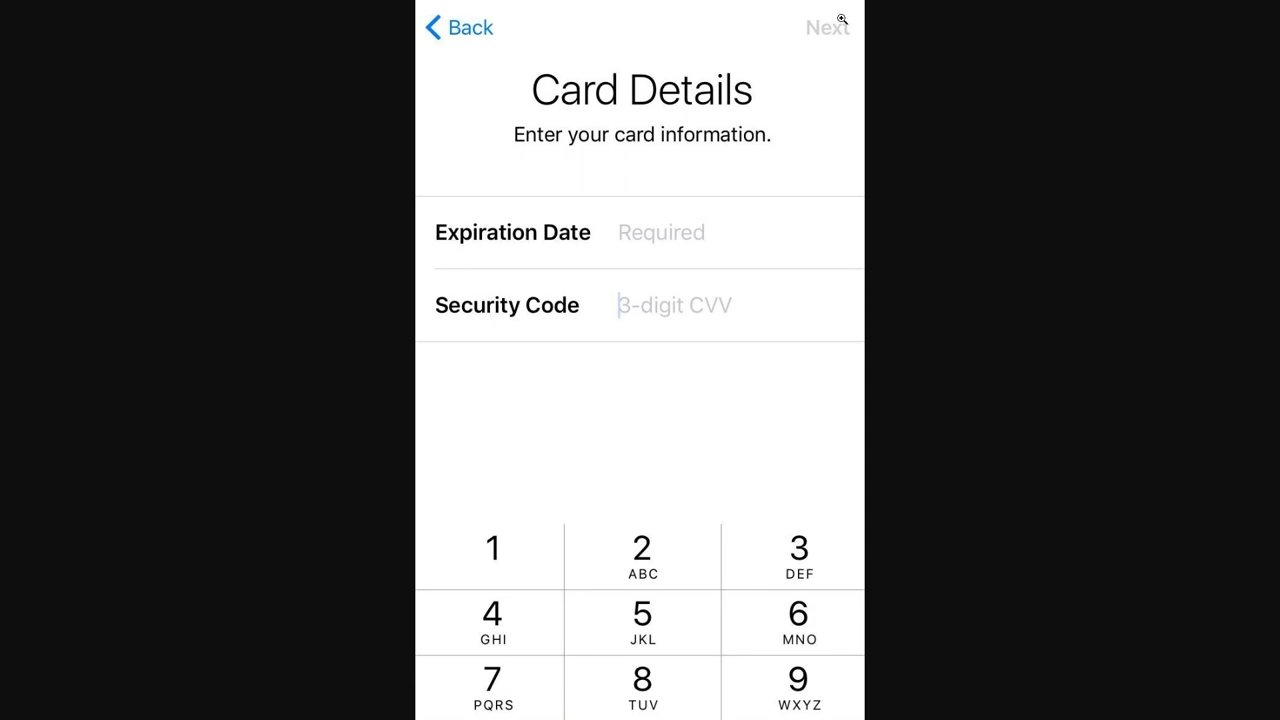 Back
Next
Card Details
Enter your card information.
Expiration Date Required
Security Code 3-digit CVV
1 2 3
ABC DEF
4 5 6
GHI JKL MNO
7 8 9
PQRS TUV WXYZ